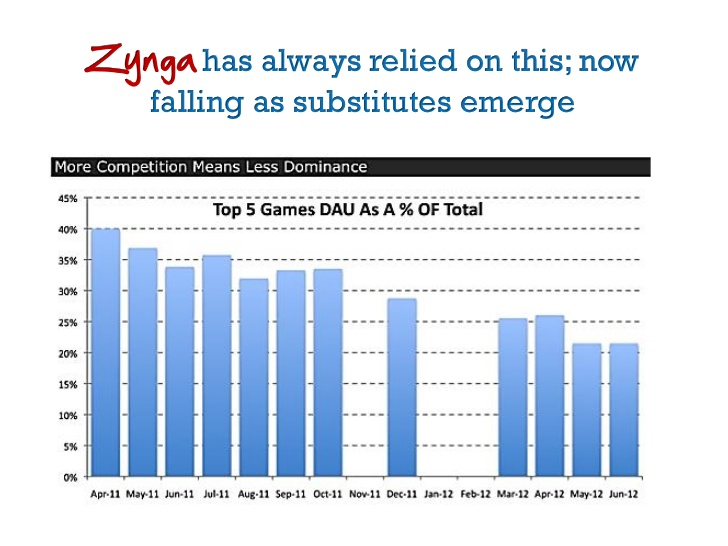 Zynga has always relied on this; now
falling as substitutes emerge
More Competition Means Less Dominance
Top 5 Games DAU As A % OF Total
45%
40%
35%
30%
25%
20%
15%
10%
5%
0%
Apr-11 May-11 Jun-11 Jul-11 Aug-11 Sep-11 Oct-11 Nov-11 Dec-11 Jan-12 Feb-12 Mar-12 Apr-12 May-12 Jun-12